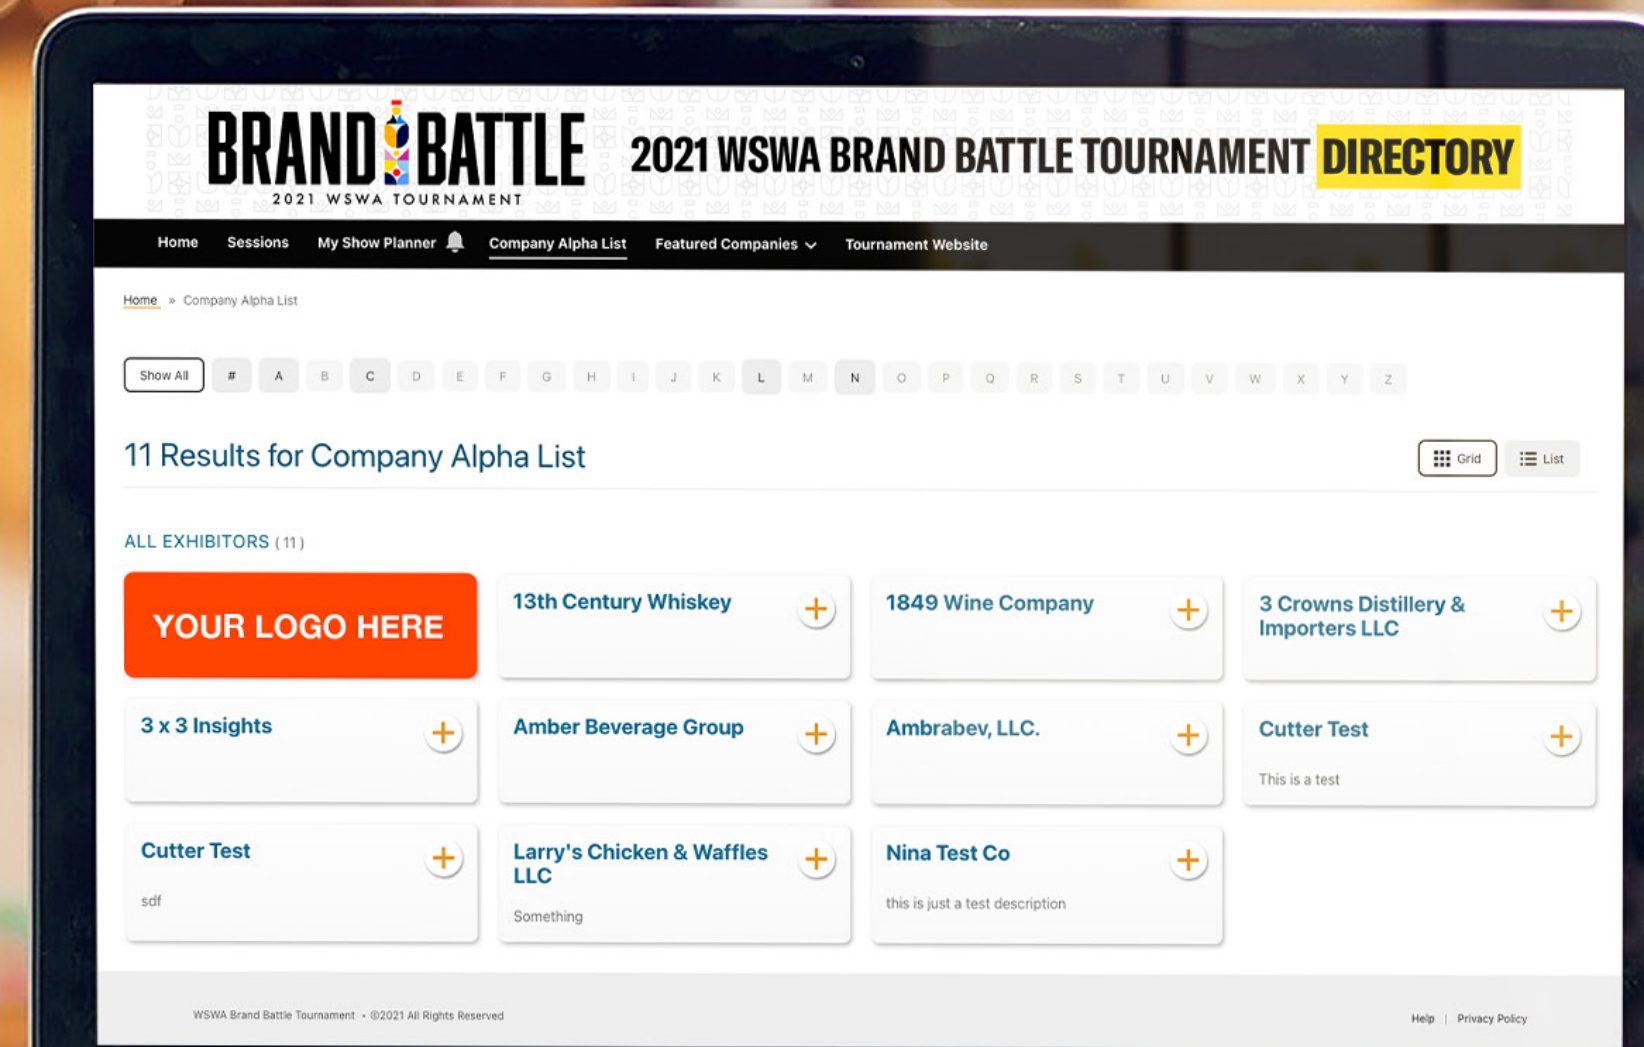 BRAND BATTLE
2021 WSWA TOURNAMENT
2021 WSWA BRAND BATTLE TOURNAMENT DIRECTORY
Home Sessions My Show Planner Company Alpha List Featured Companies Tournament Website
Home » Company Alpha List
Show All # A B C D E F G H I J K L M N O P Q R S T U V W X Y Z
11 Results for Company Alpha List
Grid List
ALL EXHIBITORS ( 11 )
YOUR LOGO HERE
13th Century Whiskey
1849 Wine Company
3 Crowns Distillery &
Importers LLC
3 x 3 Insights
Amber Beverage Group
Ambrabev, LLC.
Cutter Test
This is a test
Cutter Test
sdf
Larry's Chicken & Waffles
LLC
Something
Nina Test Co
this is just a test description
WSWA Brand Battle Tournament • ©2021 All Rights Reserved
Help | Privacy Policy